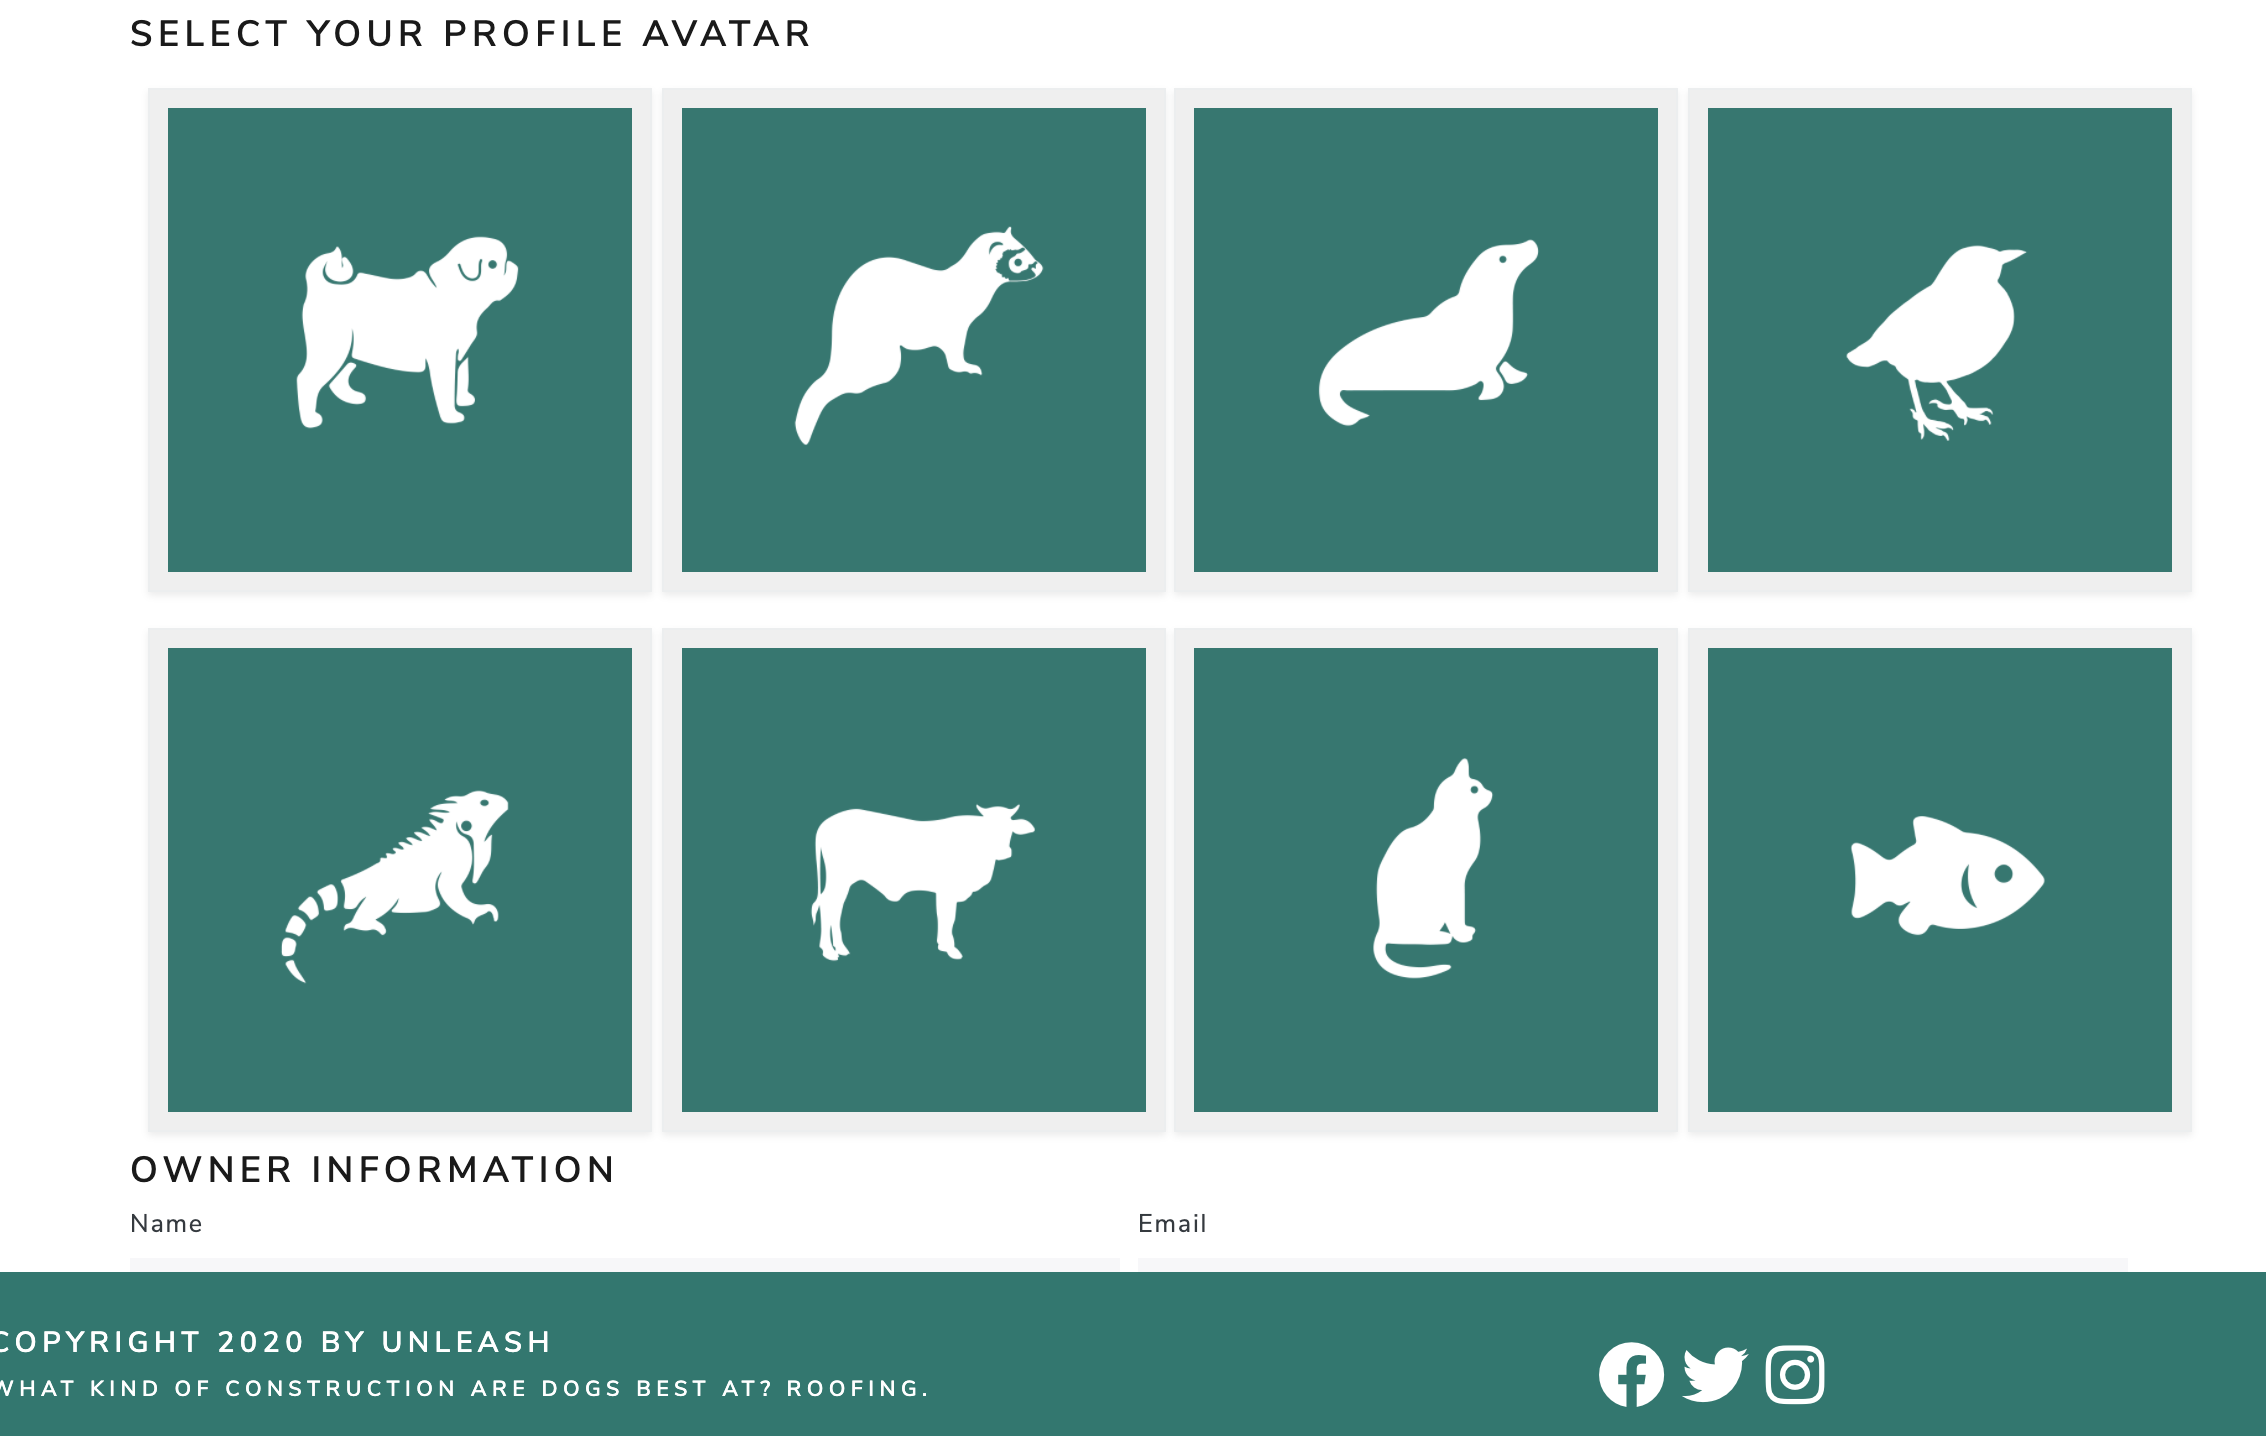 SELECT YOUR PROFILE AVATAR
OWNER INFORMATION
Name
Email
COPYRIGHT 2020 BY UNLEASH
WHAT KIND OF CONSTRUCTION ARE DOGS BEST AT? ROOFING.